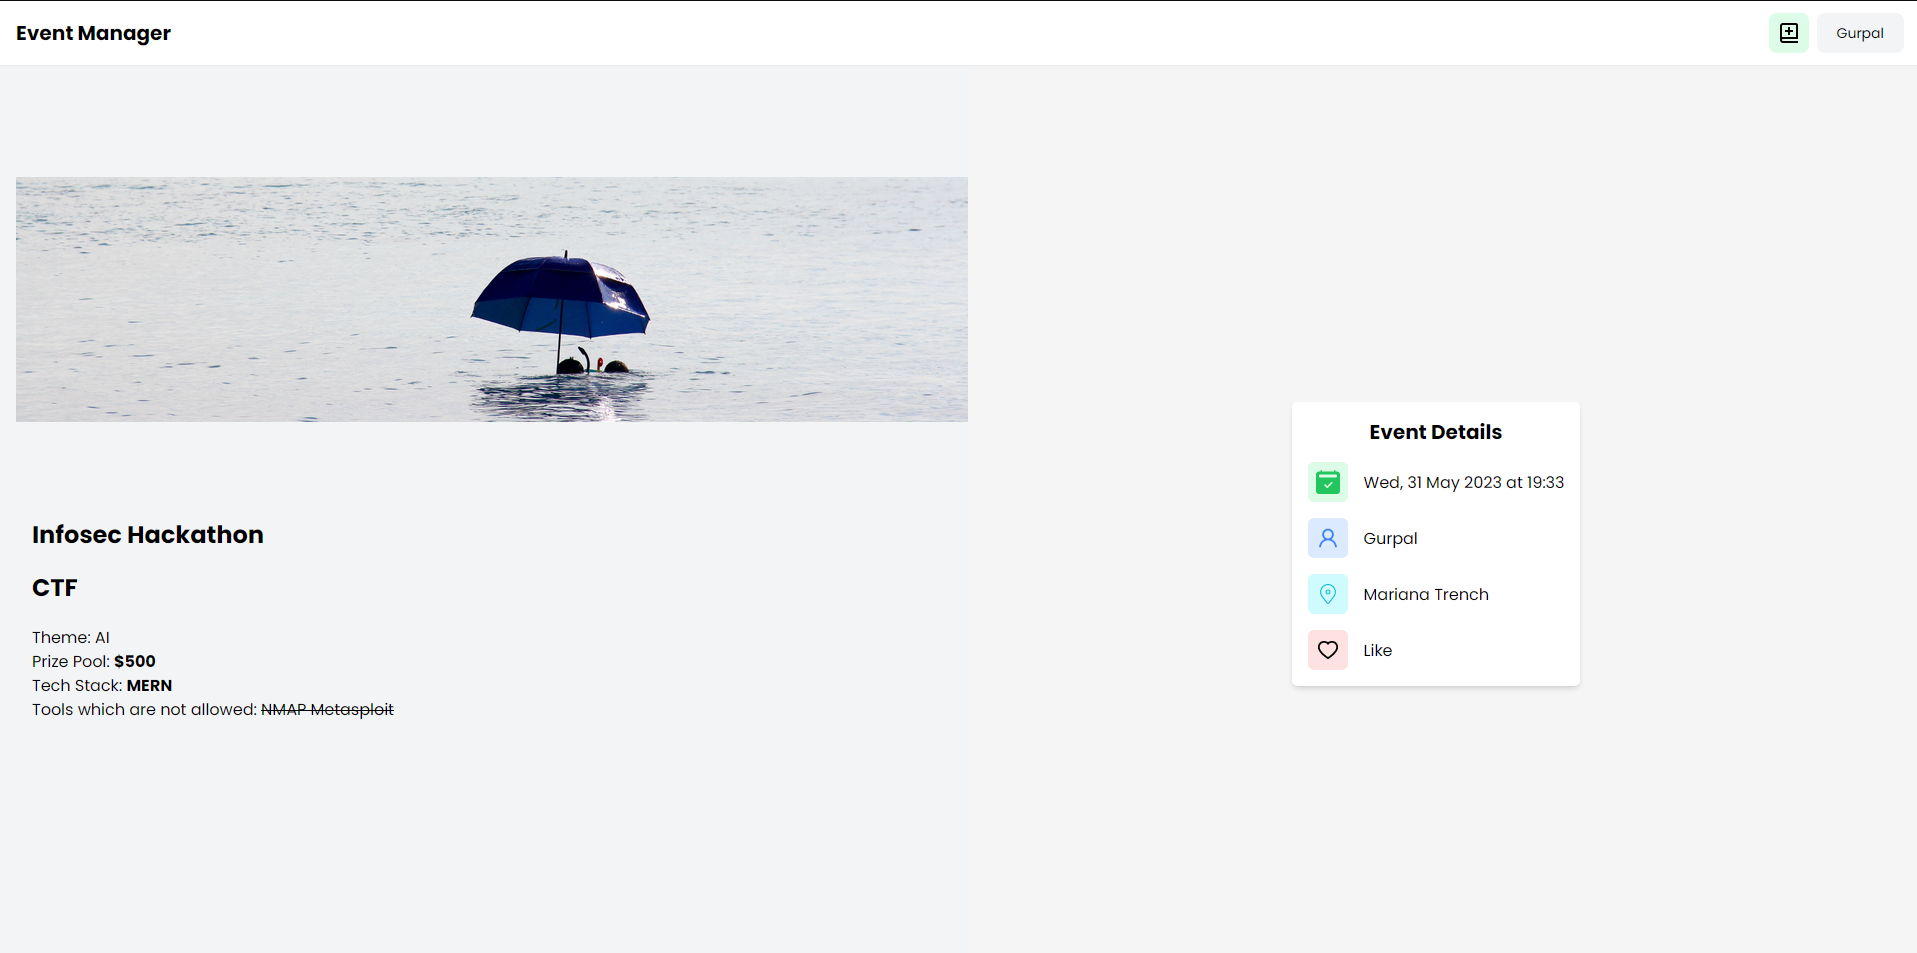 Event Manager
Gurpal
Infosec Hackathon
CTF
Theme: AI
Prize Pool: $500
Tech Stack: MERN
Tools which are not allowed: NMAP Metasploit
Event Details
Wed, 31 May 2023 at 19:33
Gurpal
Mariana Trench
Like